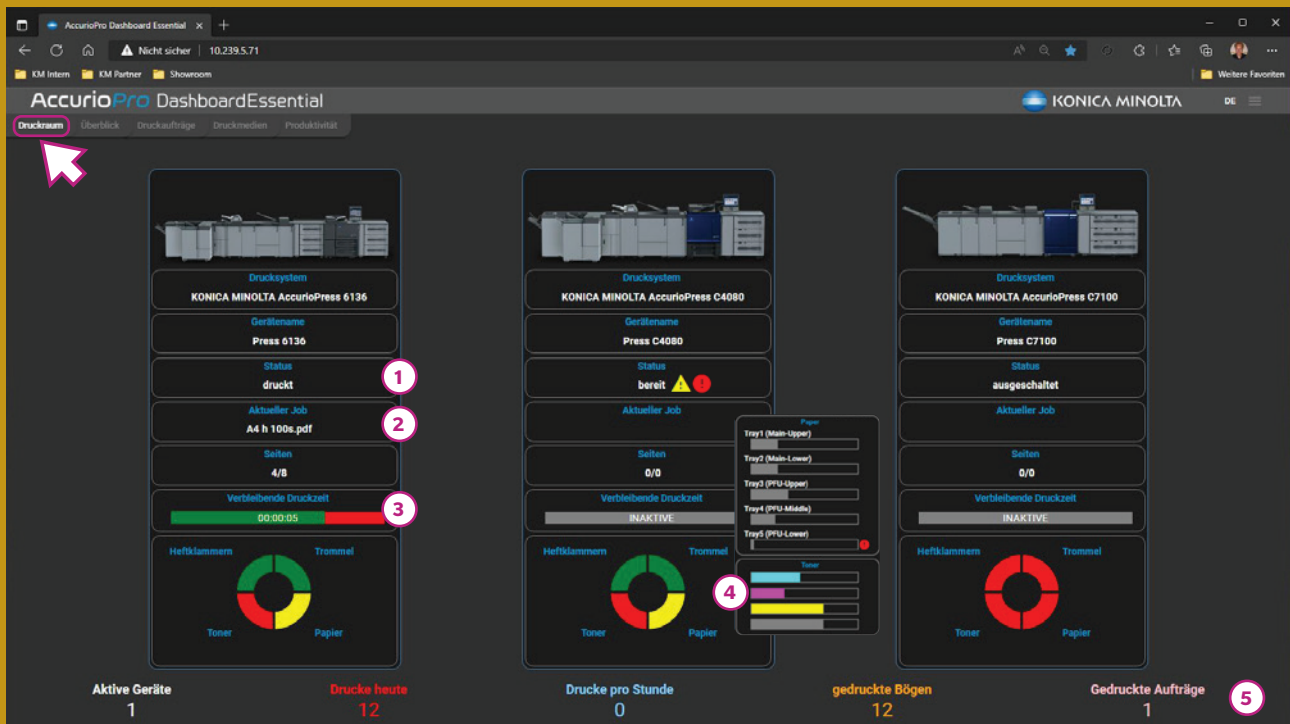 AccurioPro Dashboard Essential
Nicht sicher
10.239.5.71
KM Intern
KM Partner
Showroom
Weitere Favoriten
AccurioPro DashboardEssential
KONICA MINOLTA
DE
Druckraum
Überblick
Druckaufträge
Druckmedien
Produktivität
Drucksystem
KONICA MINOLTA AccurioPress 6136
Gerätename
Press 6136
Status
druckt
1
Aktueller Job
A4 h 100s.pdf
2
Seiten
4/8
Verbleibende Druckzeit
00:00:05
3
Heftklammern
Trommel
Toner
Papier
Drucksystem
KONICA MINOLTA AccurioPress C4080
Gerätename
Press C4080
Status
bereit
Aktueller Job
Seiten
0/0
Verbleibende Druckzeit
INAKTIVE
Heftklammern
Trommel
Toner
Papier
Papier
Tray1 (Main-Upper)
Tray2 (Main-Lower)
Tray3 (PFU-Upper)
Tray4 (PFU-Middle)
Tray5 (PFU-Lower)
Toner
4
Drucksystem
KONICA MINOLTA AccurioPress C7100
Gerätename
Press C7100
Status
ausgeschaltet
Aktueller Job
Seiten
0/0
Verbleibende Druckzeit
INAKTIVE
Heftklammern
Trommel
Toner
Papier
Aktive Geräte
1
Drucke heute
12
Drucke pro Stunde
0
gedruckte Bögen
12
Gedruckte Aufträge
1
5